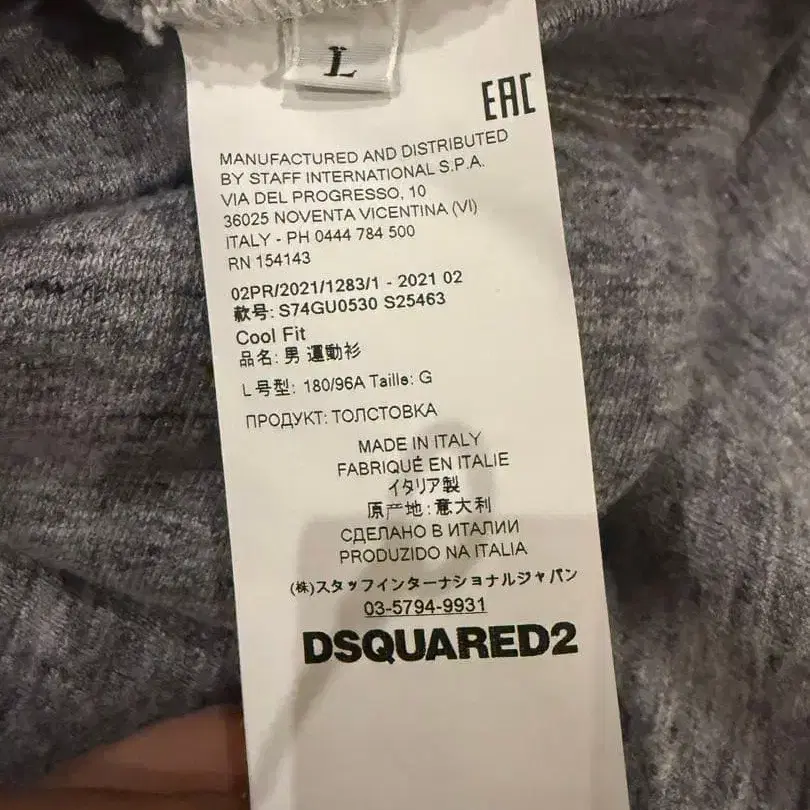 L
EAC
MANUFACTURED AND DISTRIBUTED
BY STAFF INTERNATIONAL S.P.A.
VIA DEL PROGRESSO, 10
36025 NOVENTA VICENTINA (VI)
ITALY - PH 0444 784 500
RN 154143
02PR/2021/1283/1 - 2021 02
款号: S74GU0530 S25463
Cool Fit
品名: 男 運動衫
L 号型: 180/96A Taille: G
ПРОДУКТ: ТОЛСТОВКА
MADE IN ITALY
FABRIQUÉ EN ITALIE
イタリア製
原产地: 意大利
СДЕЛАНО В ИТАЛИИ
PRODUZIDO NA ITALIA
(株)スタッフインターナショナルジャパン
03-5794-9931
DSQUARED2